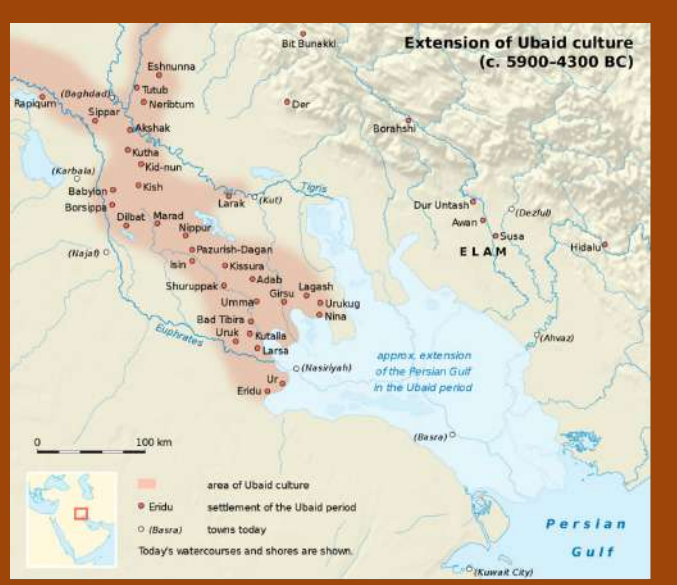 Extension of Ubaid culture
(c. 5900–4300 BC)
Bit Bunakki
Eshnunna
(Baghdad)
Tutub
Neribtum
Rapiqum
Sippar
Der
Akshak
Borahshi
Kutha
Kid-nun
(Karbala)
Babylon
Kish
Tigris
Borsippa
Larak
(Kut)
Dur Untash
(Dezful)
Dilbat
Marad
Awan
Nippur
Susa
(Najaf)
Pazurish-Dagan
ELAM
Hidalu
Isin
Kissura
Adab
Shuruppak
Girsu
Lagash
Umma
Urukug
Nina
Bad Tibira
Euphrates
Uruk
Kutalla
(Ahvaz)
Larsa
approx. extension
of the Persian Gulf
in the Ubaid period
(Nasiriyah)
Ur
Eridu
(Basra)
0
100 km
area of Ubaid culture
Eridu
settlement of the Ubaid period
(Basra)
towns today
Today's watercourses and shores are shown.
Persian
Gulf
(Kuwait City)